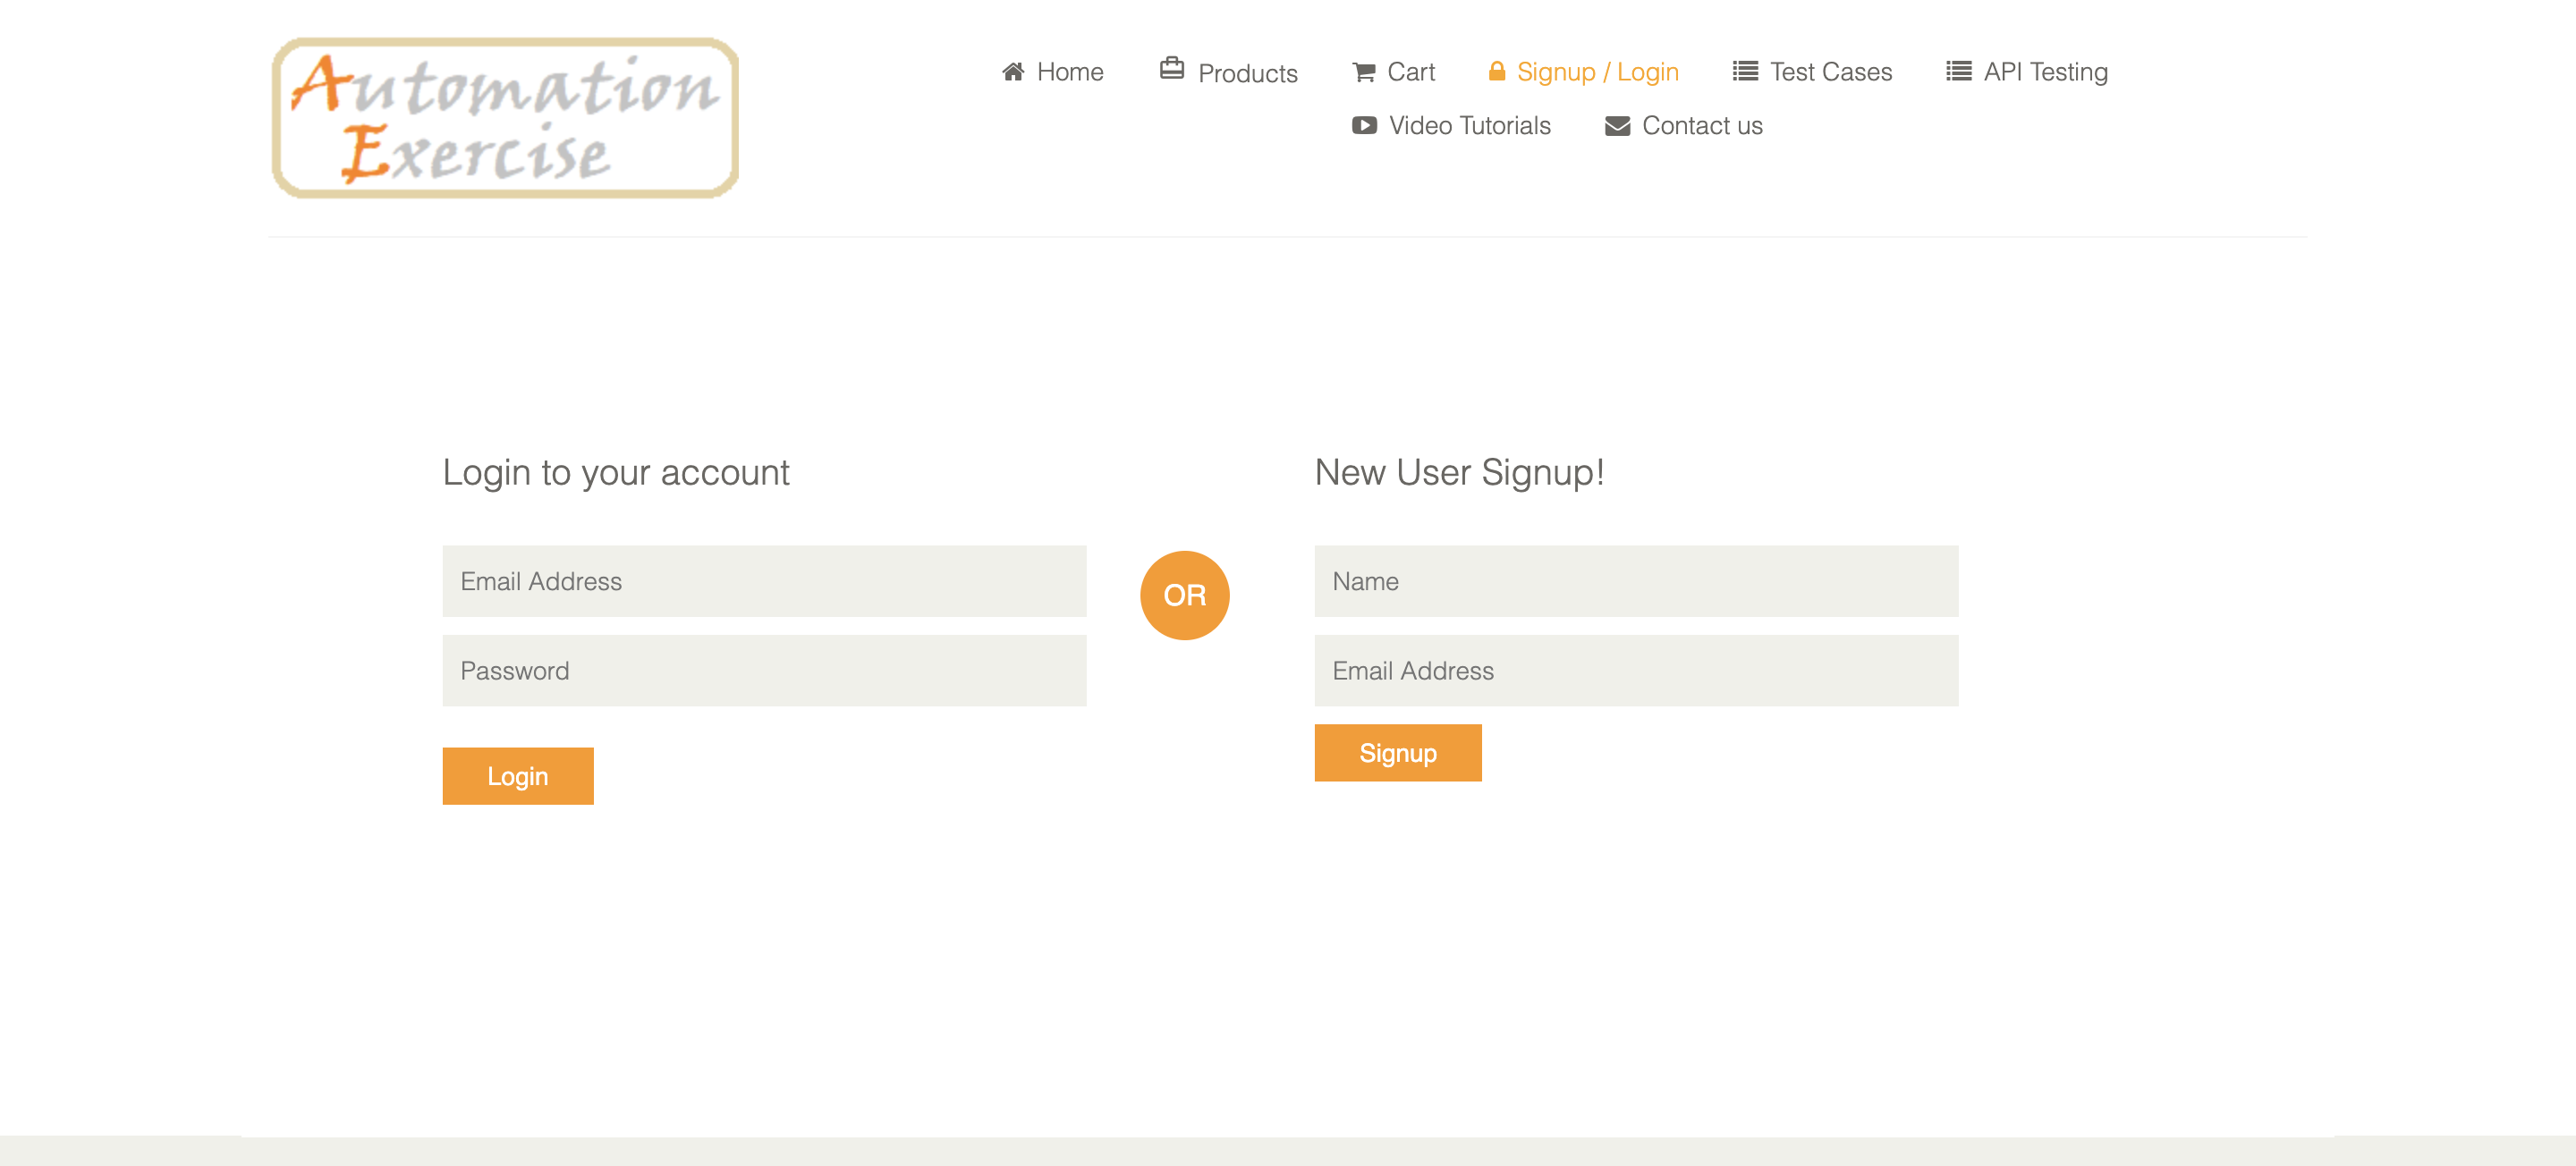 Automation
Exercise
Home Products Cart Signup / Login Test Cases API Testing
Video Tutorials Contact us
Login to your account
Email Address
Password
Login
OR
New User Signup!
Name
Email Address
Signup